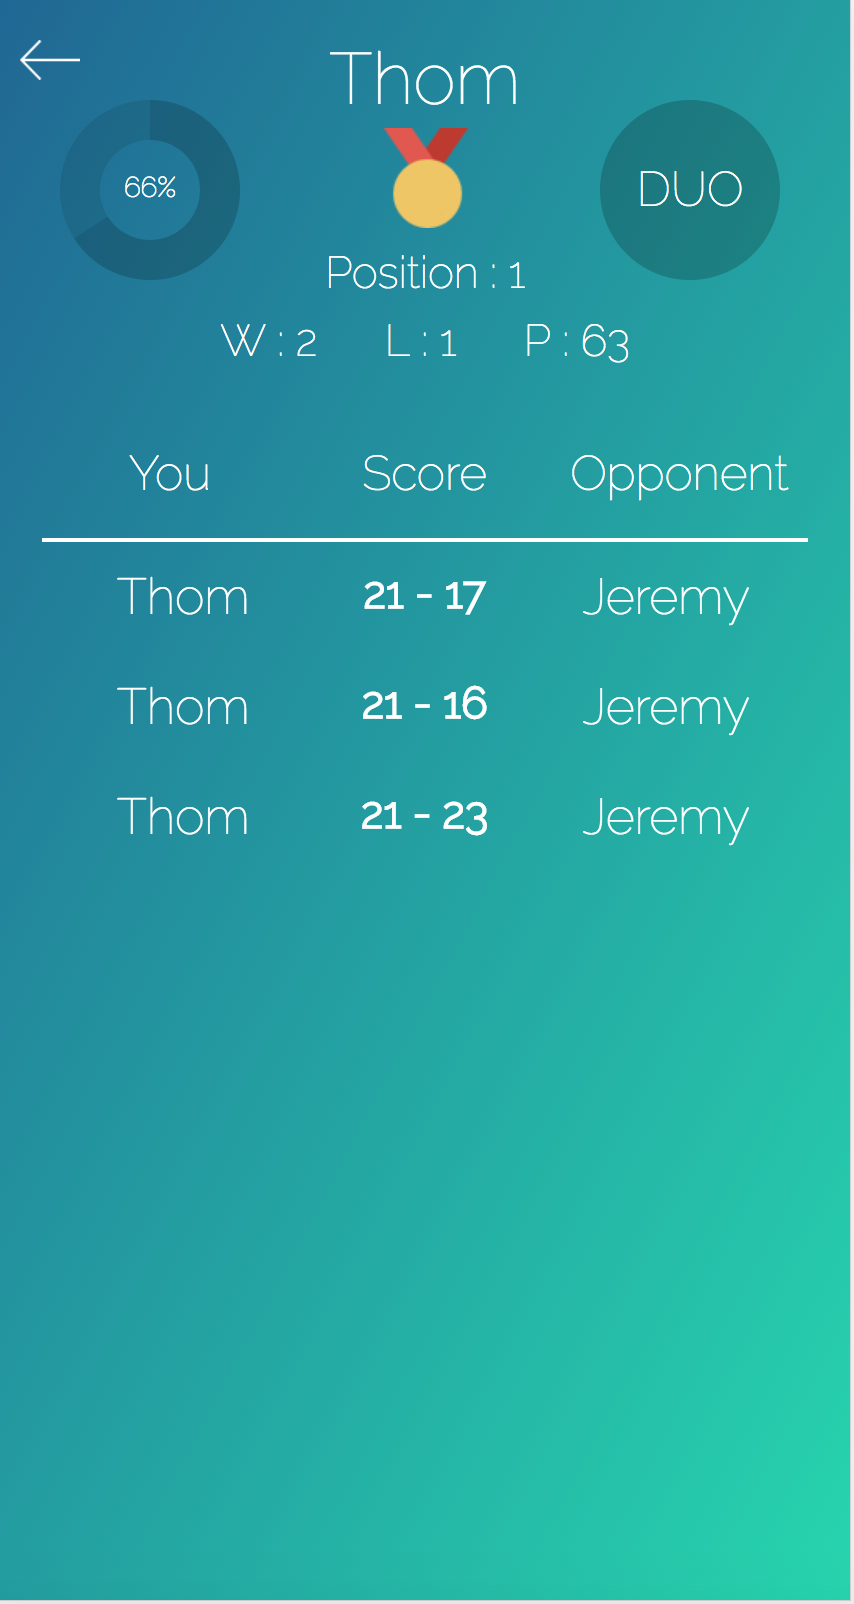 Thom
66%
DUO
Position : 1
W : 2 L : 1 P : 63
You Score Opponent
Thom 21 - 17 Jeremy
Thom 21 - 16 Jeremy
Thom 21 - 23 Jeremy